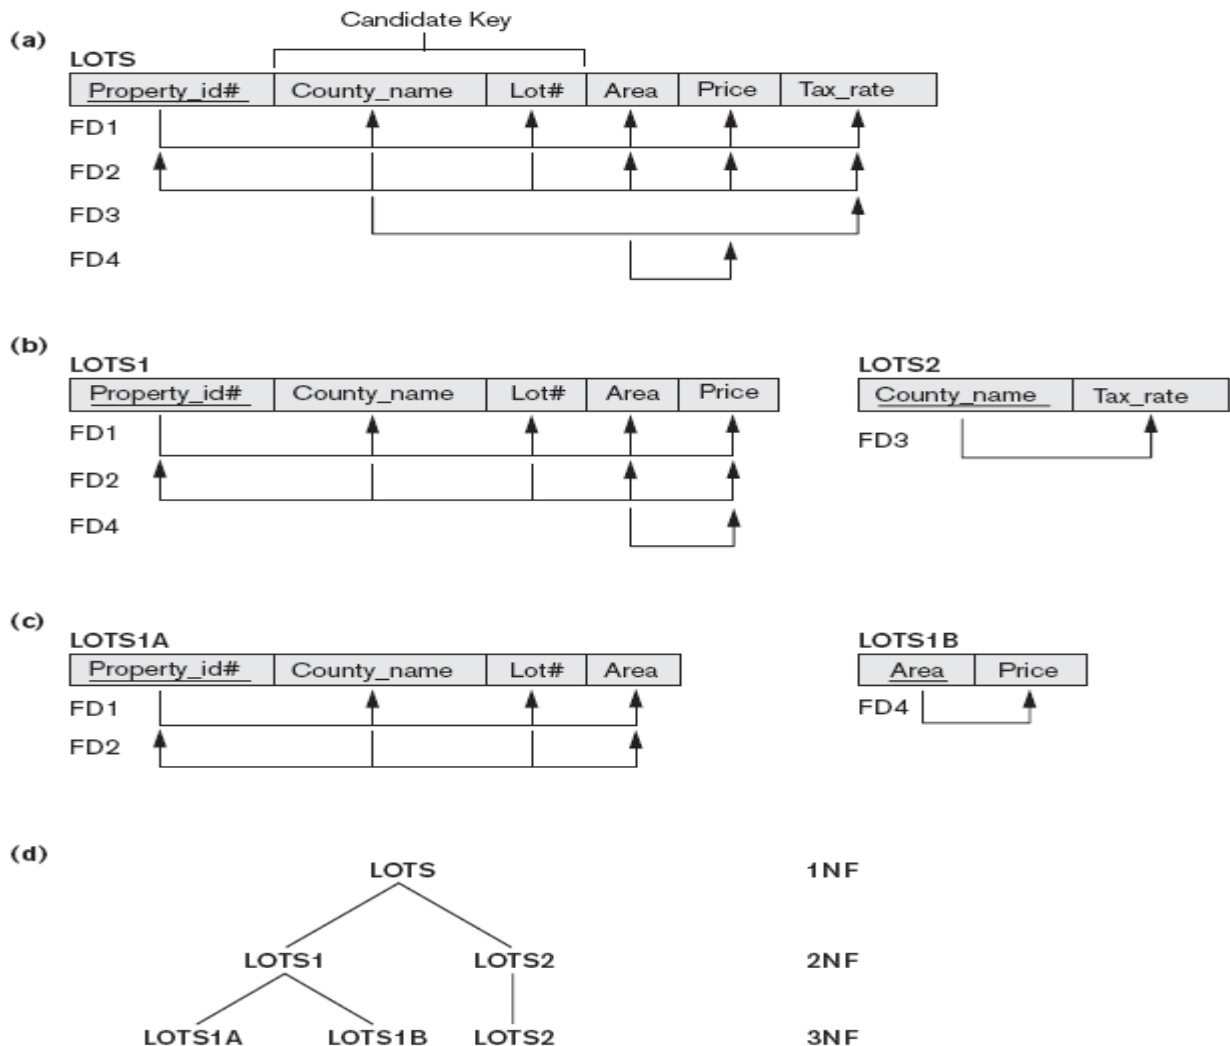 (a)
Candidate Key
LOTS
Property_id# County_name Lot# Area Price Tax_rate
FD1
FD2
FD3
FD4
(b)
LOTS1
Property_id# County_name Lot# Area Price
FD1
FD2
FD4
LOTS2
County_name Tax_rate
FD3
(c)
LOTS1A
Property_id# County_name Lot# Area
FD1
FD2
LOTS1B
Area Price
FD4
(d)
LOTS 1NF
LOTS1 LOTS2 2NF
LOTS1A LOTS1B LOTS2 3NF